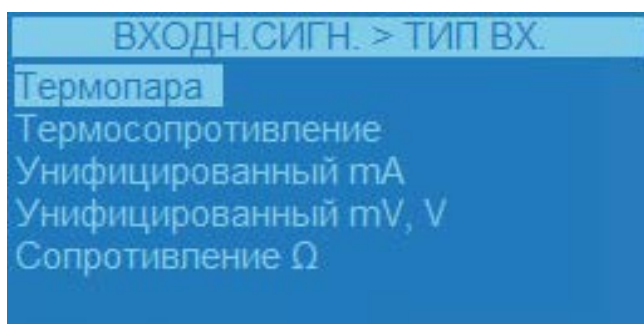 ВХОДН.СИГН. > ТИП ВХ.
Термопара
Термосопротивление
Унифицированный mA
Унифицированный mV, V
Сопротивление Ω